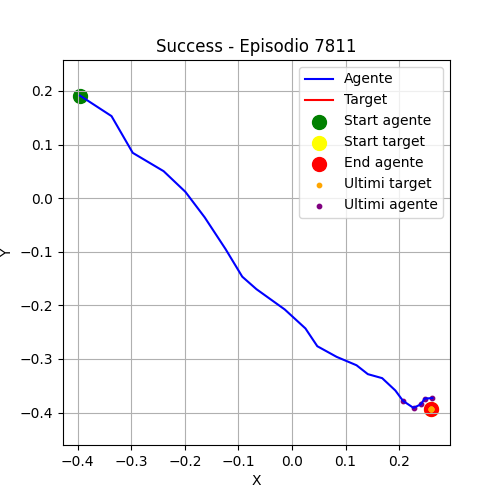 Success - Episodio 7811
Agente
Target
Start agente
Start target
End agente
Ultimi target
Ultimi agente
0.2
0.1
0.0
−0.1
−0.2
−0.3
−0.4
Y
−0.4
−0.3
−0.2
−0.1
0.0
0.1
0.2
X